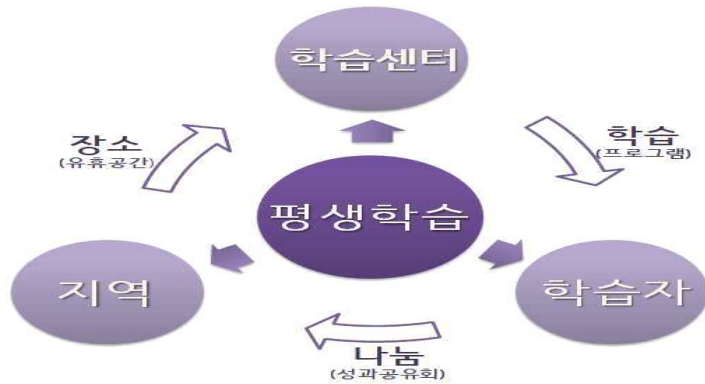 학습센터
장소
(유휴공간)
학습
(프로그램)
평생학습
지역
학습자
나눔
(성과공유회)